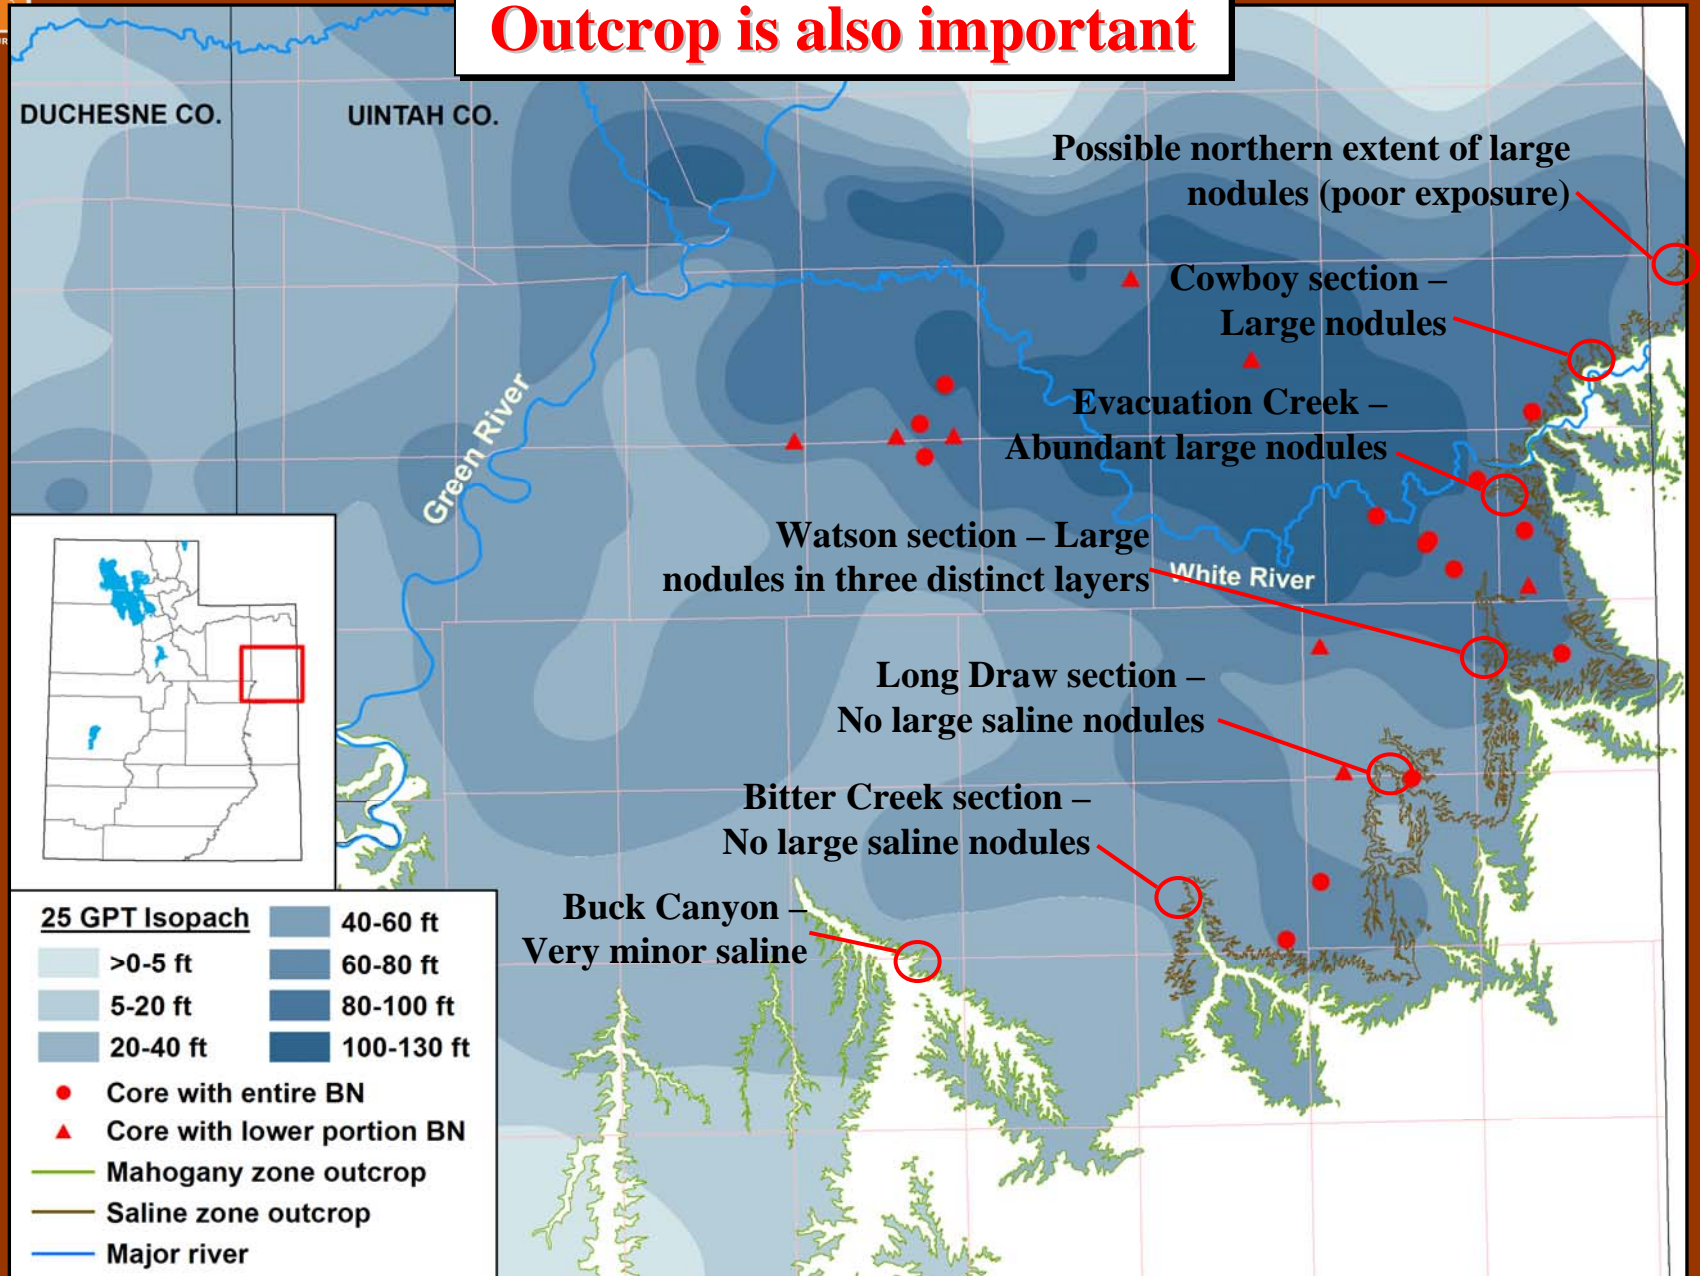 Outcrop is also important
DUCHESNE CO.
UINTAH CO.
Possible northern extent of large
nodules (poor exposure)
Cowboy section –
Large nodules
Evacuation Creek –
Abundant large nodules
Green River
Watson section – Large
nodules in three distinct layers
White River
Long Draw section –
No large saline nodules
Bitter Creek section –
No large saline nodules
Buck Canyon –
Very minor saline
25 GPT Isopach
>0-5 ft
5-20 ft
20-40 ft
40-60 ft
60-80 ft
80-100 ft
100-130 ft
Core with entire BN
Core with lower portion BN
Mahogany zone outcrop
Saline zone outcrop
Major river